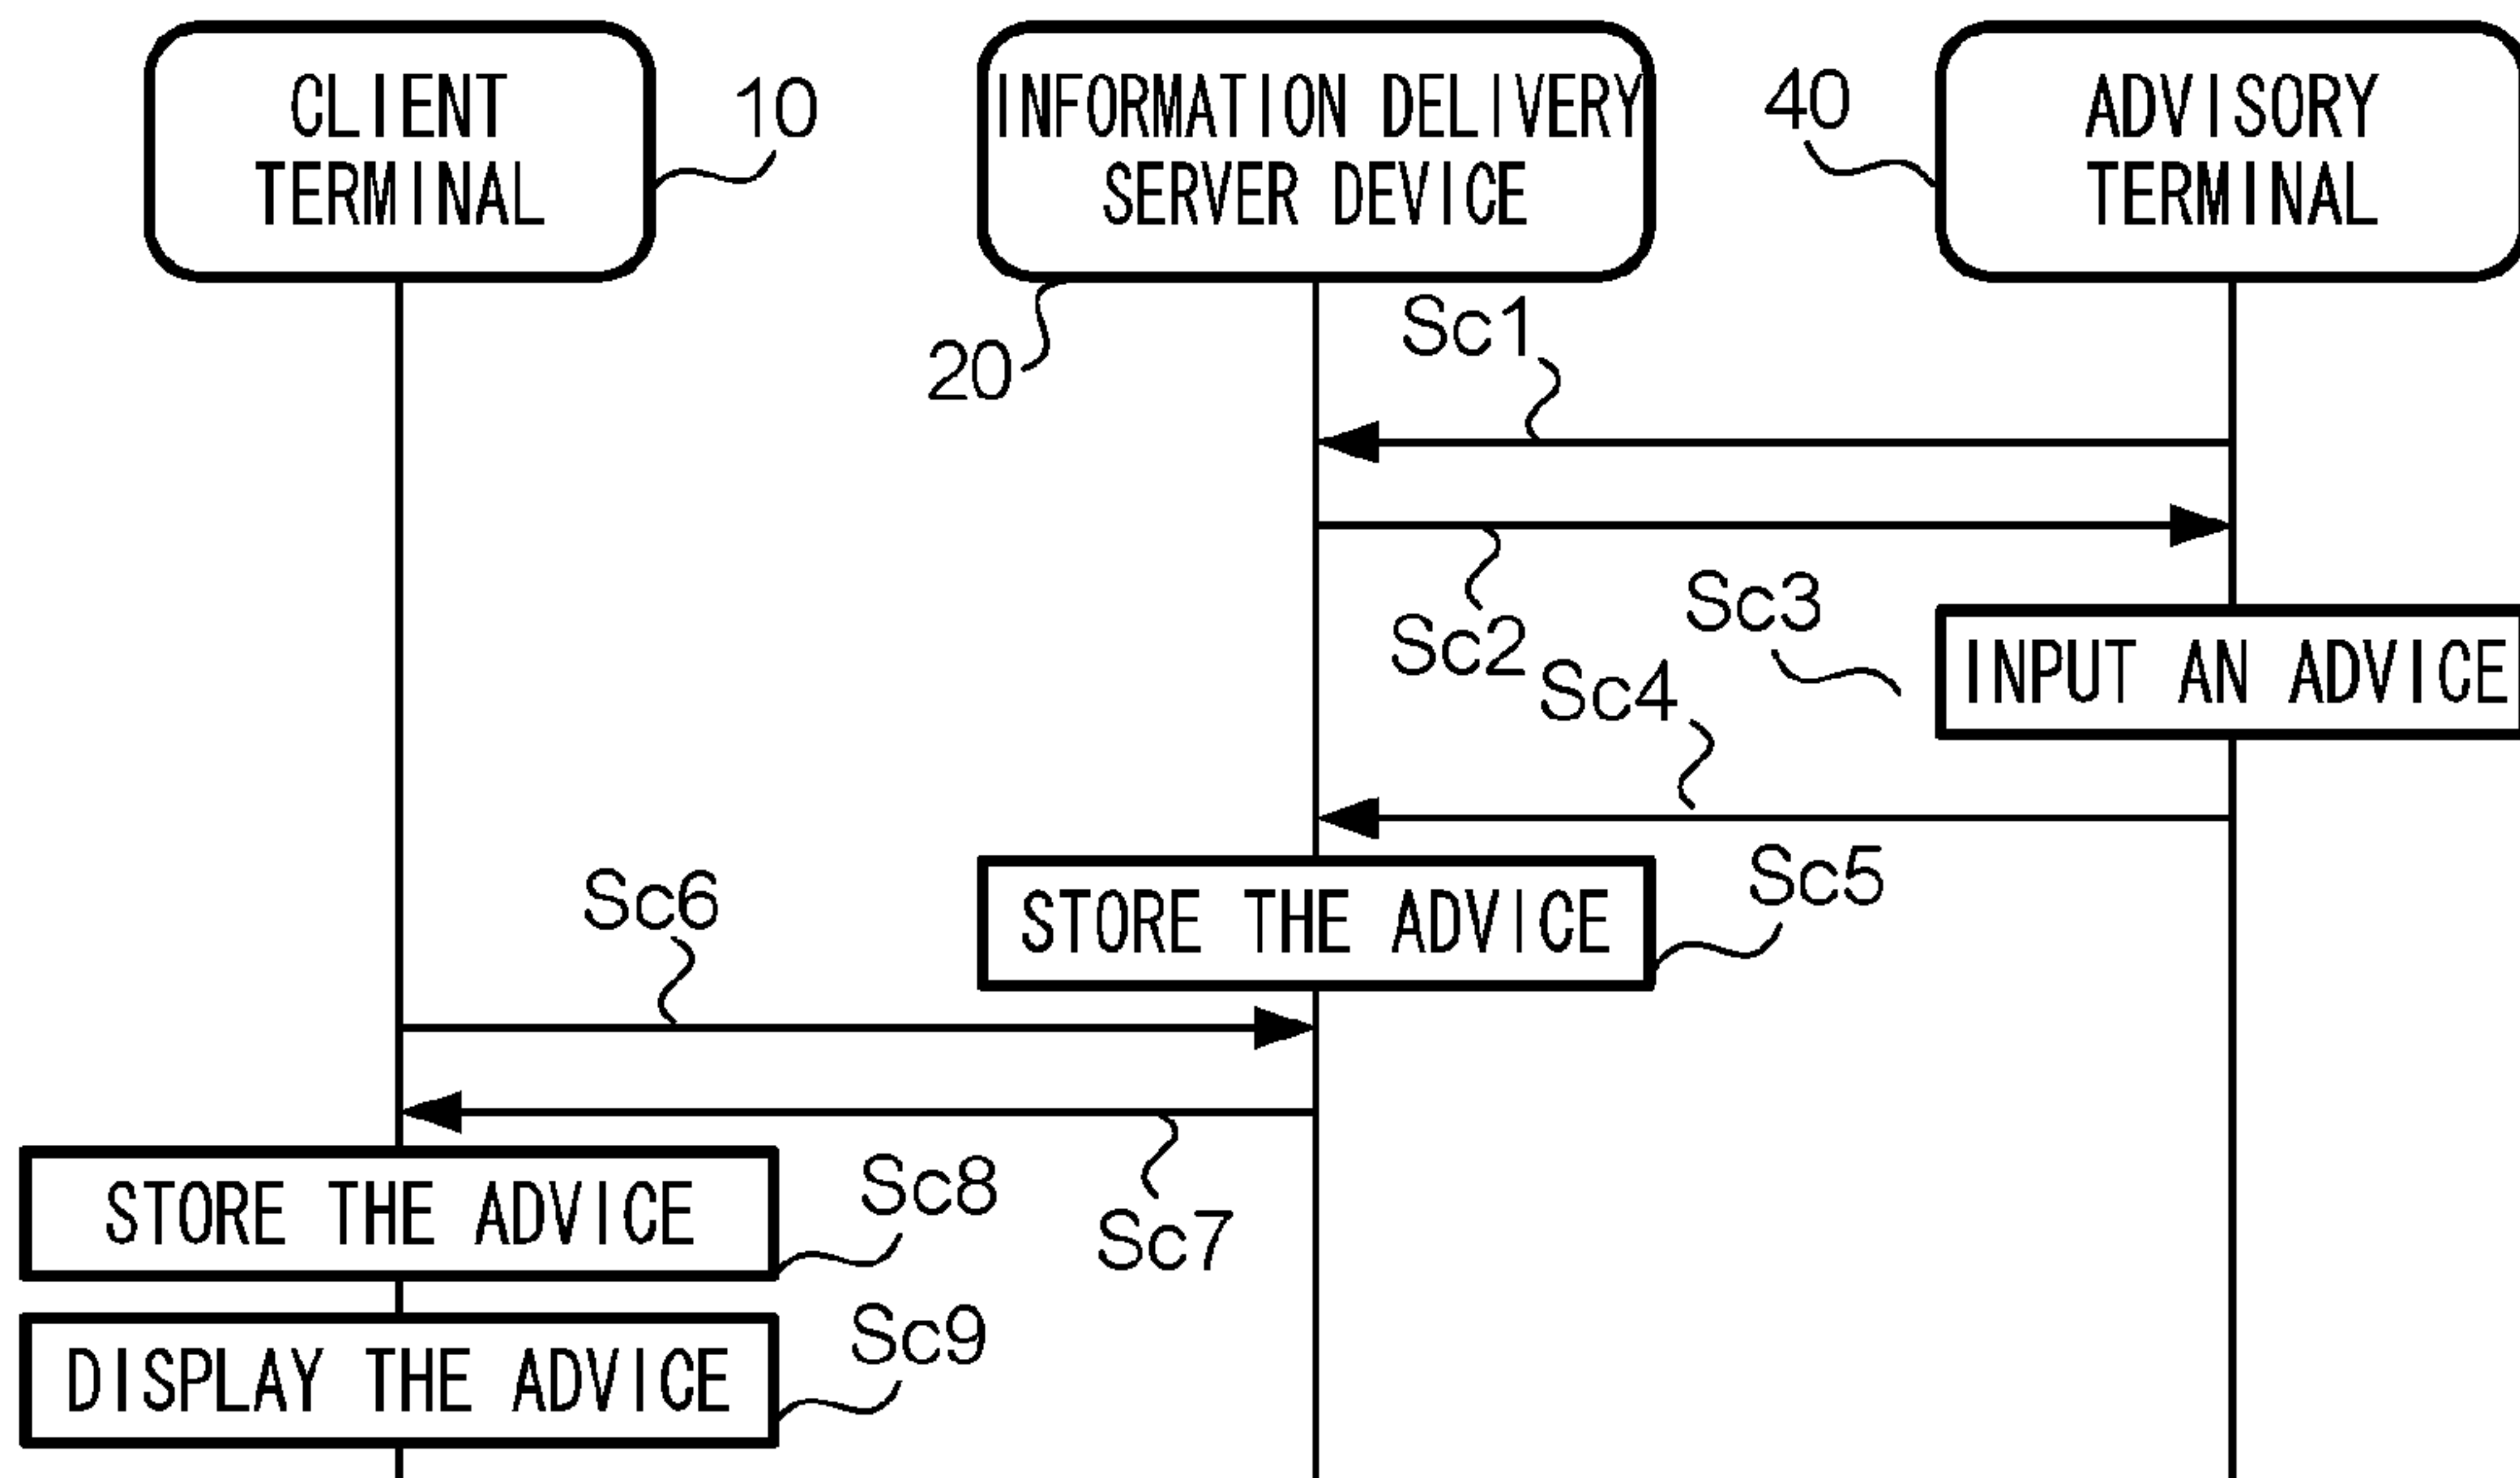 CLIENT
TERMINAL
10
INFORMATION DELIVERY
SERVER DEVICE
20
40
ADVISORY
TERMINAL
Sc1
Sc2
Sc3
INPUT AN ADVICE
Sc4
STORE THE ADVICE
Sc5
Sc6
Sc7
STORE THE ADVICE
Sc8
DISPLAY THE ADVICE
Sc9